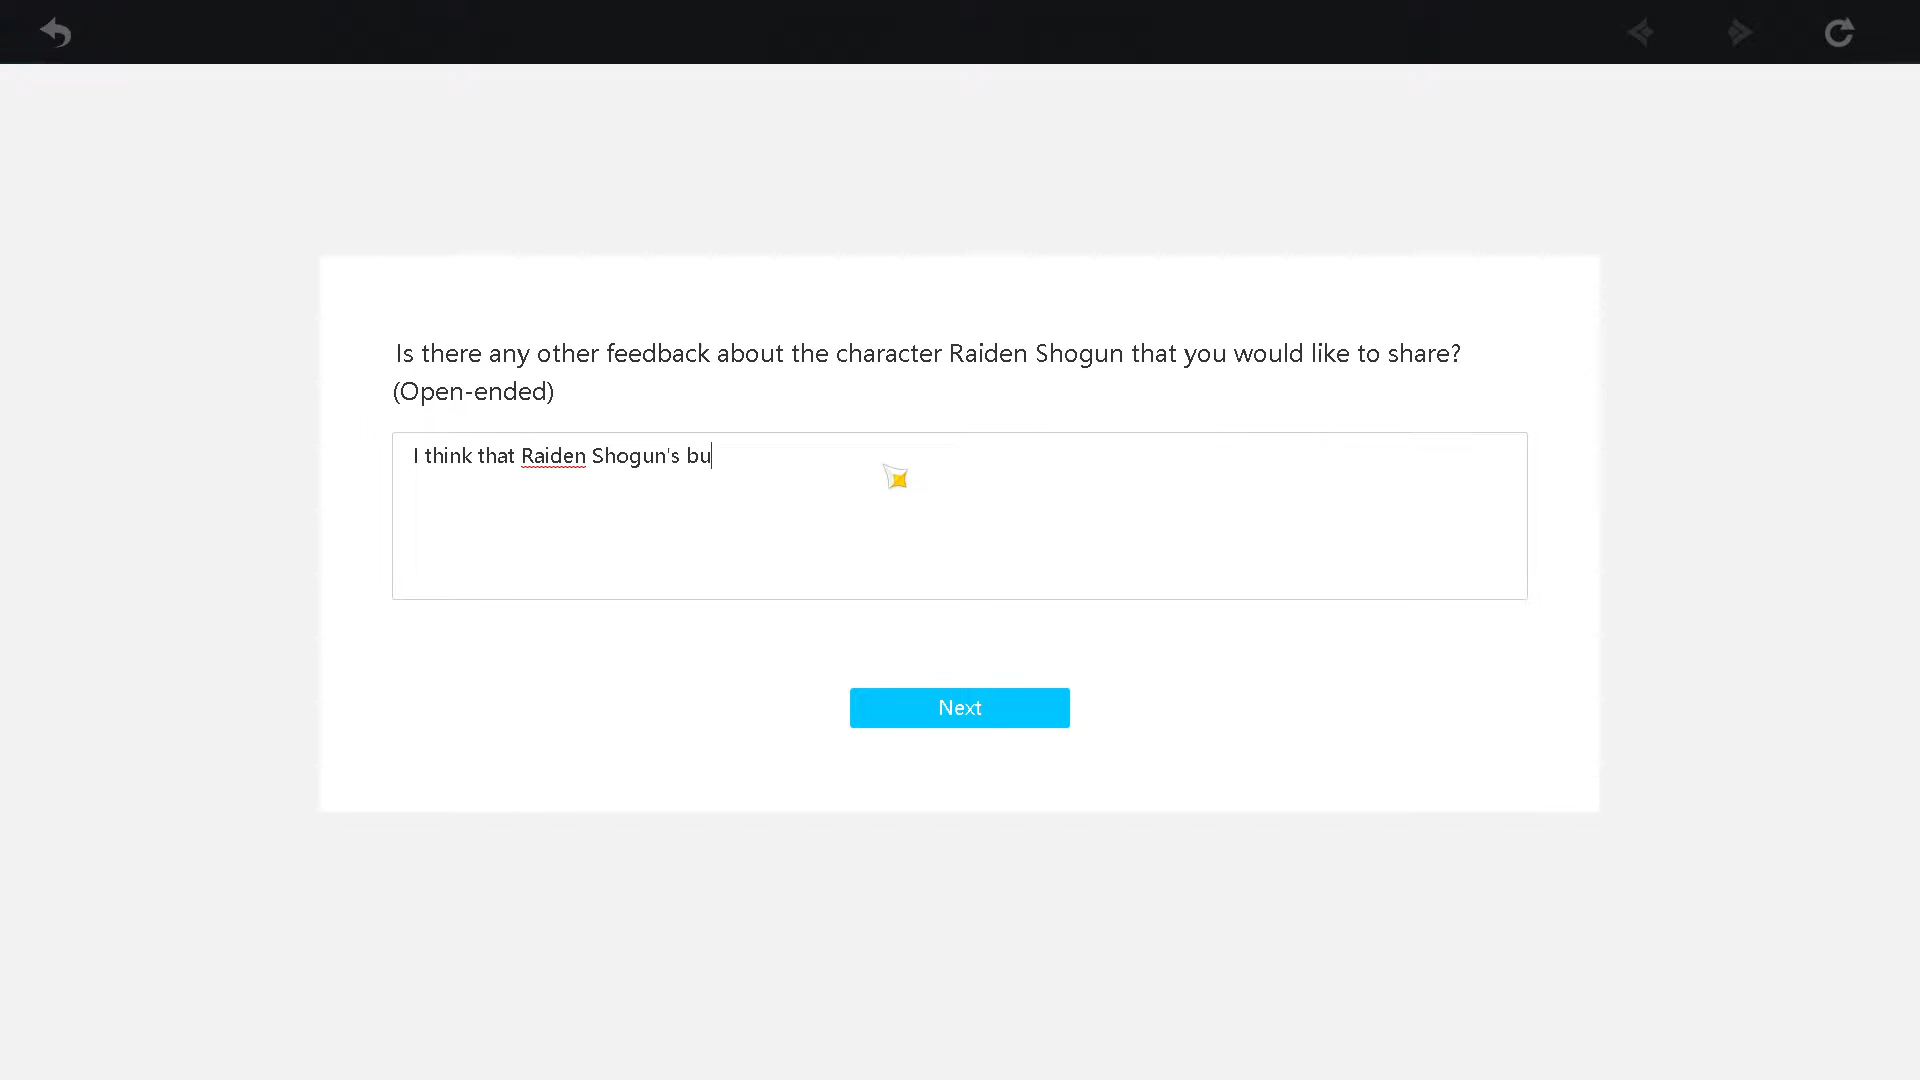 Is there any other feedback about the character Raiden Shogun that you would like to share?
(Open-ended)
I think that Raiden Shogun's bu
Next